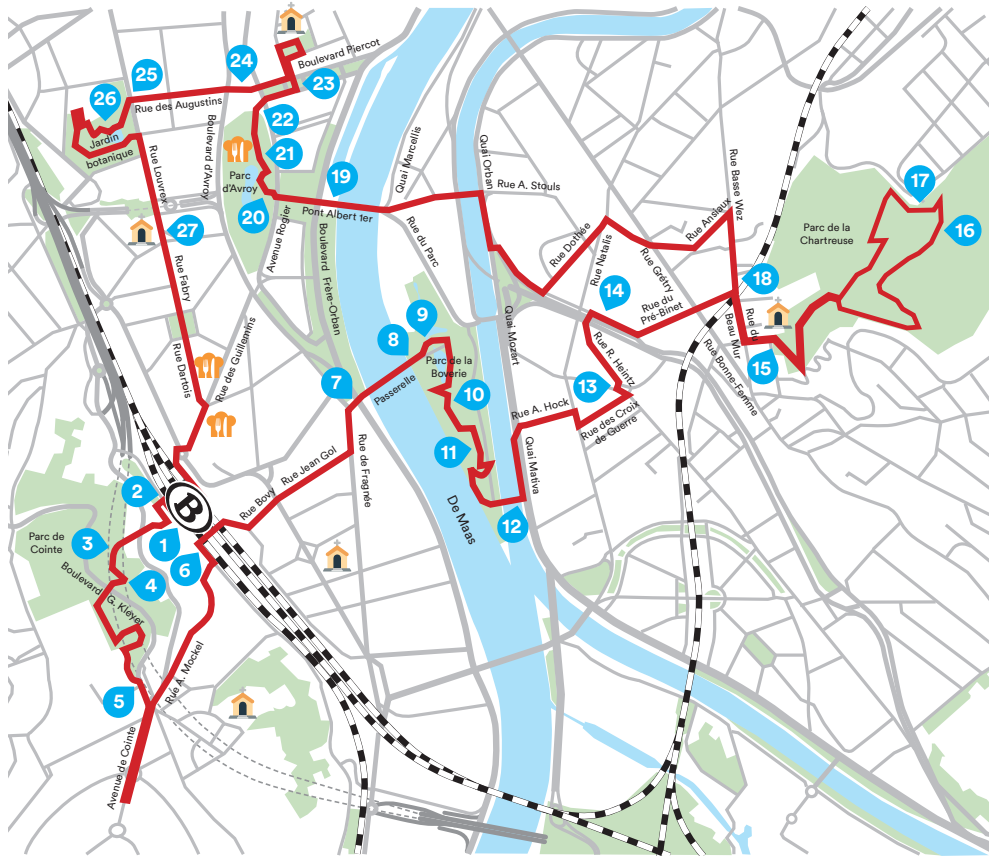 Boulevard Piercot
24
25
23
26
Rue des Augustins
22
Jardin
botanique
Rue Louvrex
Boulevard d'Avroy
21
Parc
d'Avroy
20
19
Pont Albert 1er
Quai Marcellis
Quai Orban
Rue A. Stouls
Rue Basse Wez
17
16
Parc de la
Chartreuse
27
Rue Fabry
Avenue Rogier
Boulevard Frère-Orban
Rue du Parc
Rue Dothée
Rue Natalis
Rue Grétry
Rue Ansiaux
18
14
Rue du
Pré-Binet
Rue du
Beau Mur
15
Rue Bonne-Femme
Rue Dartois
Rue des Guillemins
9
8
Parc de la
Boverie
7
Passerelle
10
Quai Mozart
Rue R. Heintz
13
Rue A. Hock
Rue des Croix
de Guerre
11
Quai Mativa
12
De Maas
Rue de Fragnée
Rue Jean Gol
Rue Bovy
B
2
1
6
3
Parc de
Cointe
4
Boulevard G. Kleyer
5
Rue A. Mockel
Avenue de Cointe